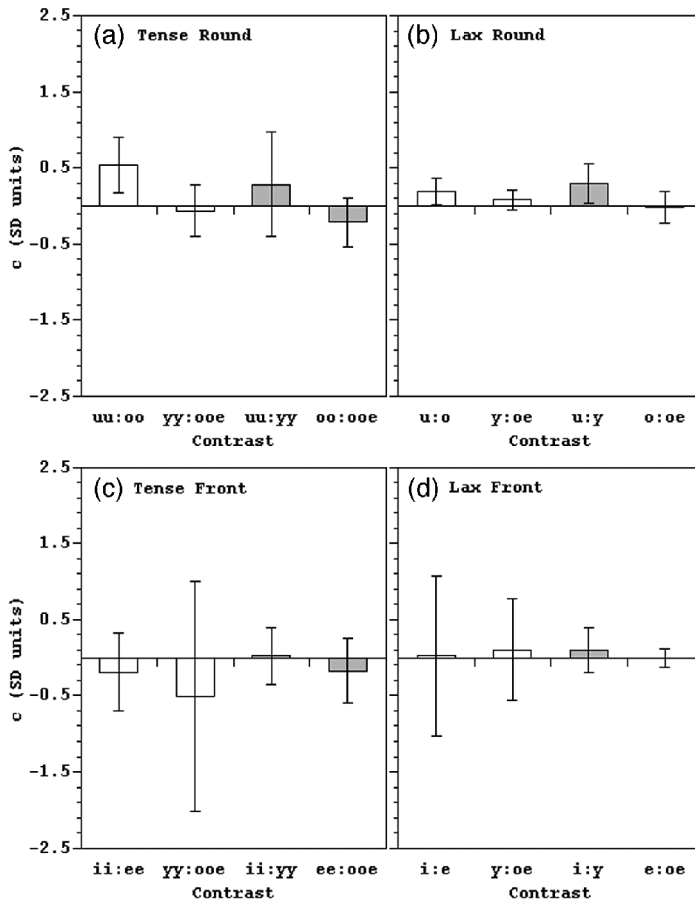 (a) Tense Round
(b) Lax Round
c (SD units)
2.5
1.5
0.5
-0.5
-1.5
-2.5
uu:oo yy:ooe uu:yy oo:ooe
u:o y:oe u:y o:oe
Contrast
Contrast
(c) Tense Front
(d) Lax Front
c (SD units)
2.5
1.5
0.5
-0.5
-1.5
-2.5
ii:ee yy:ooe ii:yy ee:ooe
i:e y:oe i:y e:oe
Contrast
Contrast